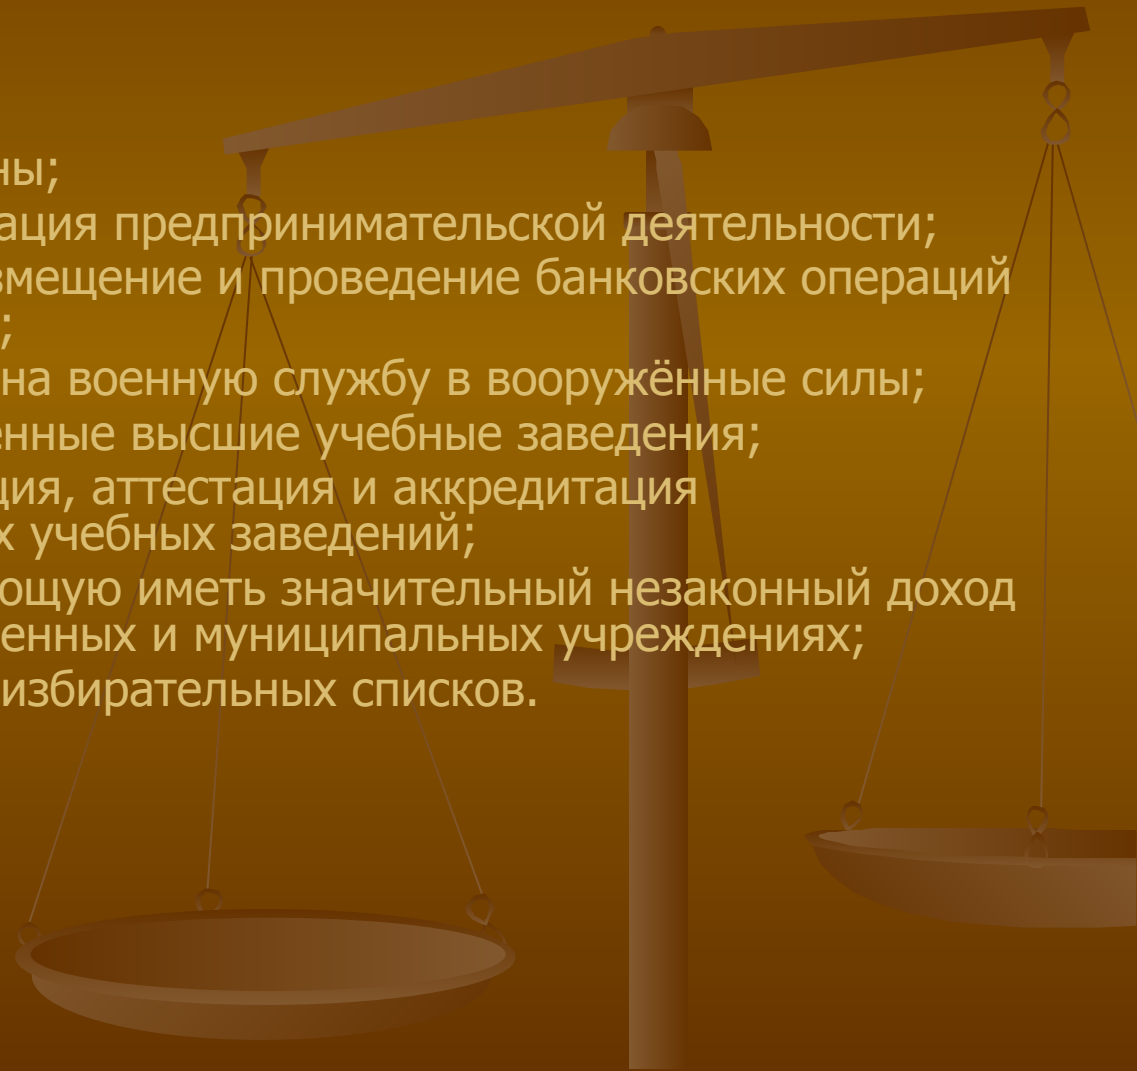 ны;
ация предпринимательской деятельности;
змещение и проведение банковских операций
;
на военную службу в вооружённые силы;
енные высшие учебные заведения;
ция, аттестация и аккредитация
х учебных заведений;
ющую иметь значительный незаконный доход
енных и муниципальных учреждениях;
избирательных списков.